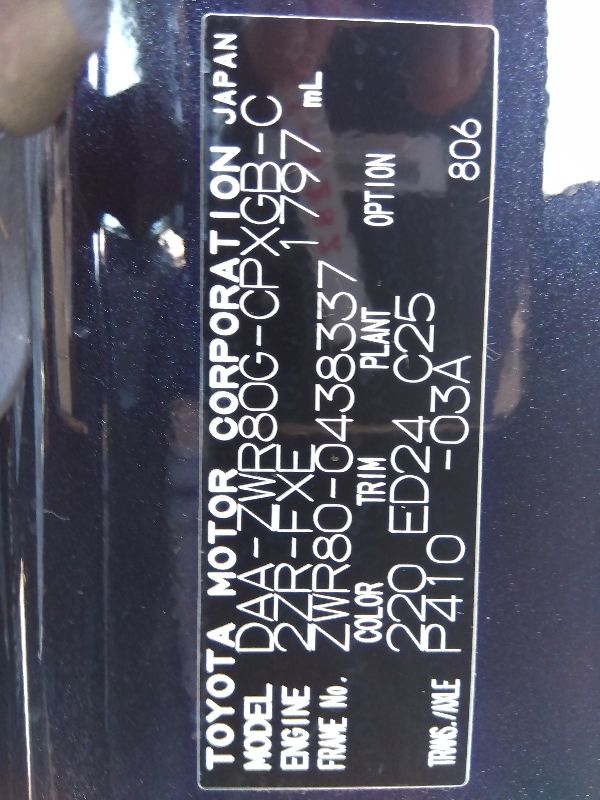 TOYOTA MOTOR CORPORATION JAPAN
MODEL DAA-ZWR80G-CPXGB-C
ENGINE 2ZR-FXE 1797 mL
FRAME No. ZWR80-0438337
COLOR TRIM PLANT OPTION
220 ED24 C25
TRANS./AXLE P410 -03A 806